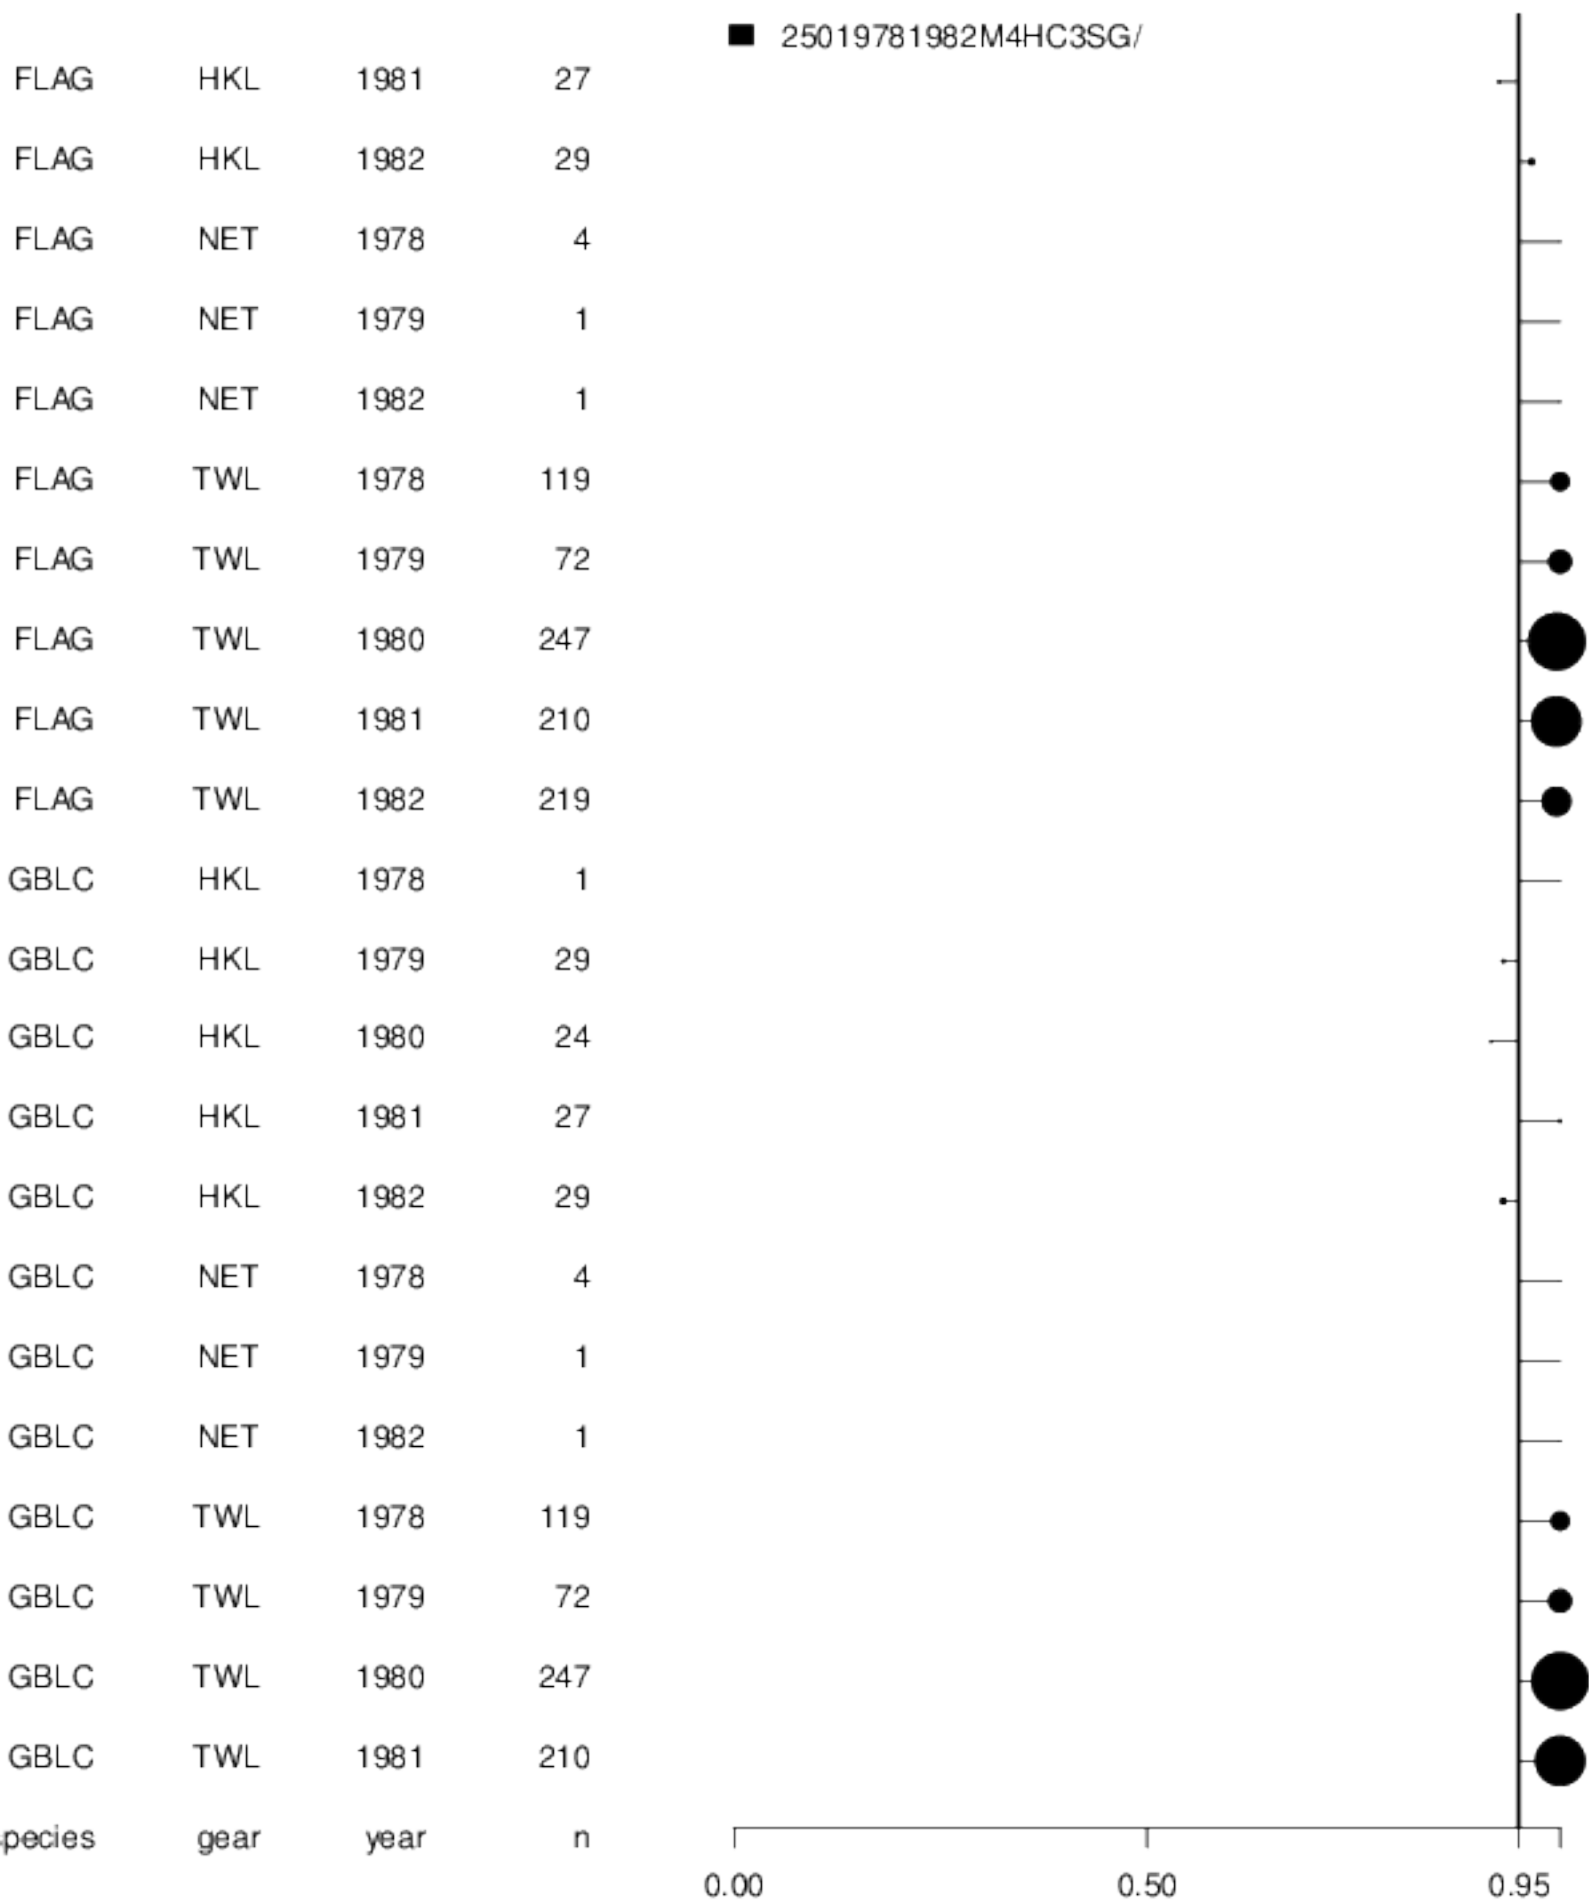 25019781982M4HC3SG/
FLAG HKL 1981 27
FLAG HKL 1982 29
FLAG NET 1978 4
FLAG NET 1979 1
FLAG NET 1982 1
FLAG TWL 1978 119
FLAG TWL 1979 72
FLAG TWL 1980 247
FLAG TWL 1981 210
FLAG TWL 1982 219
GBLC HKL 1978 1
GBLC HKL 1979 29
GBLC HKL 1980 24
GBLC HKL 1981 27
GBLC HKL 1982 29
GBLC NET 1978 4
GBLC NET 1979 1
GBLC NET 1982 1
GBLC TWL 1978 119
GBLC TWL 1979 72
GBLC TWL 1980 247
GBLC TWL 1981 210
pecies gear year n
0.00 0.50 0.95